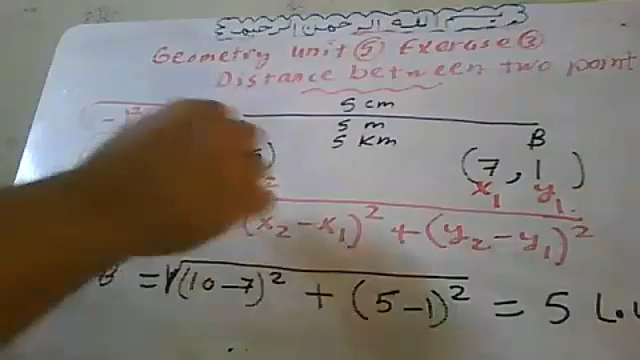 بسم الله الرحمن الرحيم
Geometry Unit 5 Exercise 3
Distance between two point
5 cm
5 m
5 Km
B
(7, 1)
x₁ y₁
(x₂-x₁)² + (y₂-y₁)²
B = √(10-7)² + (5-1)² = 5